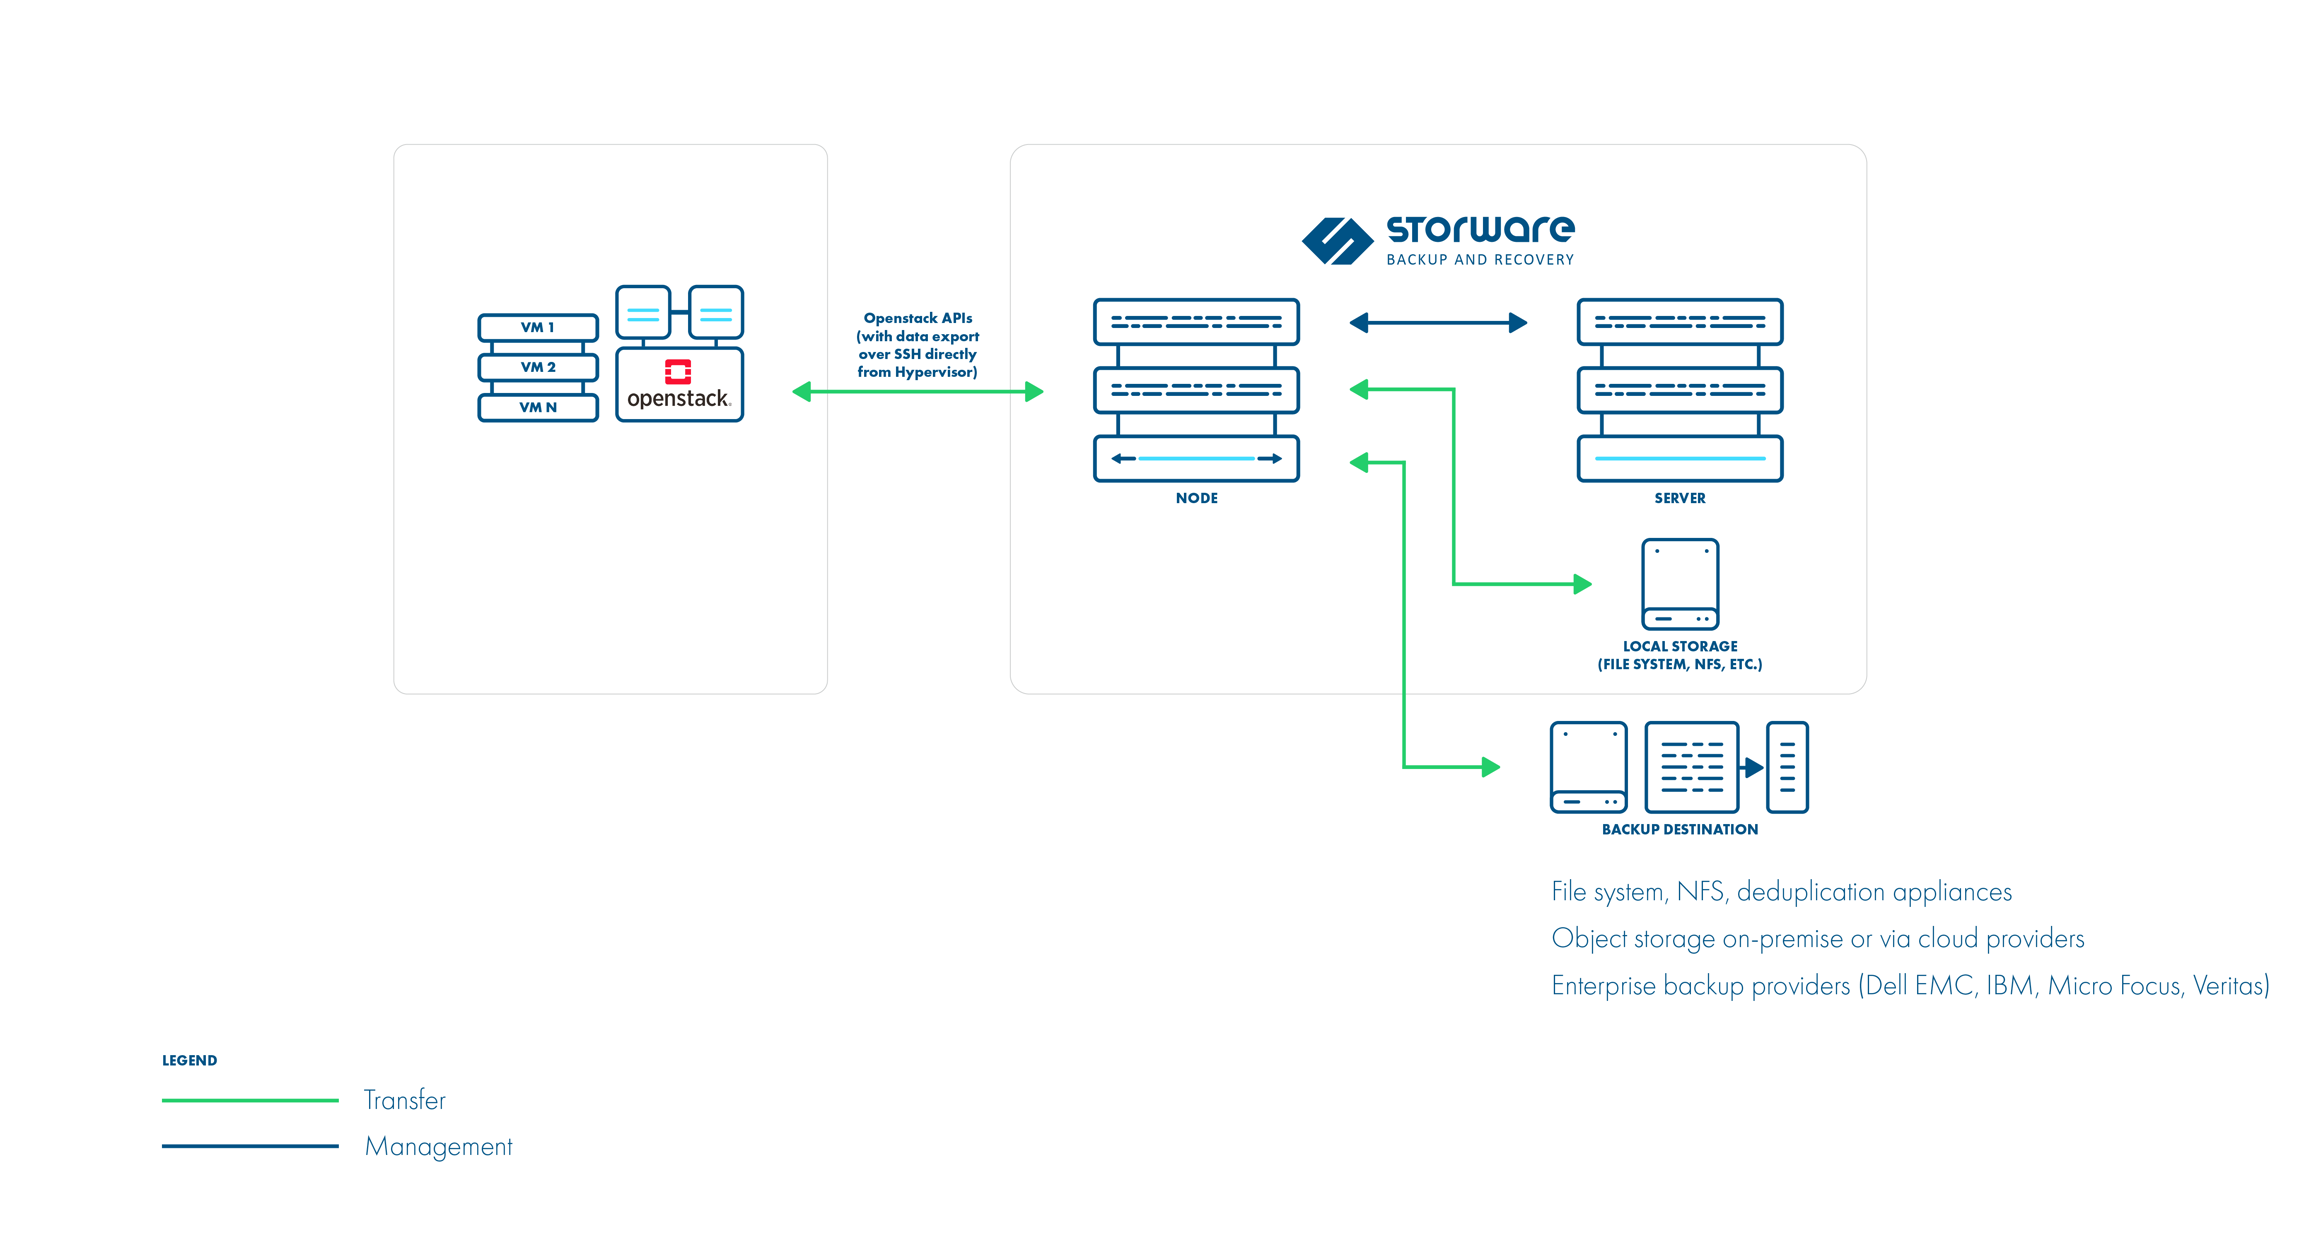 storware
BACKUP AND RECOVERY
VM 1
VM 2
VM N
openstack.
Openstack APIs
(with data export
over SSH directly
from Hypervisor)
NODE
SERVER
LOCAL STORAGE
(FILE SYSTEM, NFS, ETC.)
BACKUP DESTINATION
File system, NFS, deduplication appliances
Object storage on-premise or via cloud providers
Enterprise backup providers (Dell EMC, IBM, Micro Focus, Veritas)
LEGEND
Transfer
Management